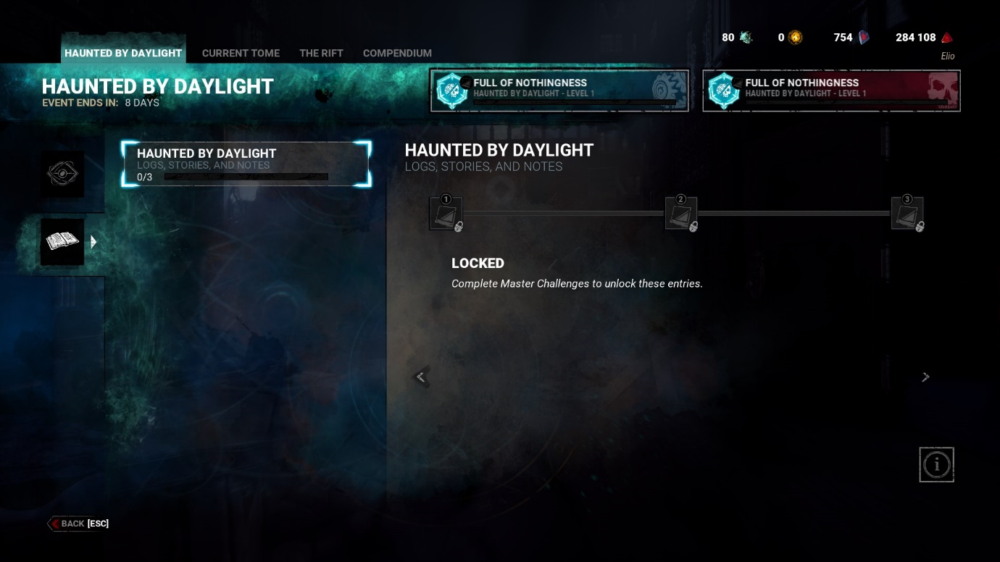 80 0 754 284 108
Elio
HAUNTED BY DAYLIGHT CURRENT TOME THE RIFT COMPENDIUM
HAUNTED BY DAYLIGHT
EVENT ENDS IN: 8 DAYS
FULL OF NOTHINGNESS
HAUNTED BY DAYLIGHT - LEVEL 1
FULL OF NOTHINGNESS
HAUNTED BY DAYLIGHT - LEVEL 1
HAUNTED BY DAYLIGHT
LOGS, STORIES, AND NOTES
0/3
HAUNTED BY DAYLIGHT
LOGS, STORIES, AND NOTES
1 2 3
LOCKED
Complete Master Challenges to unlock these entries.
i
BACK [ESC]